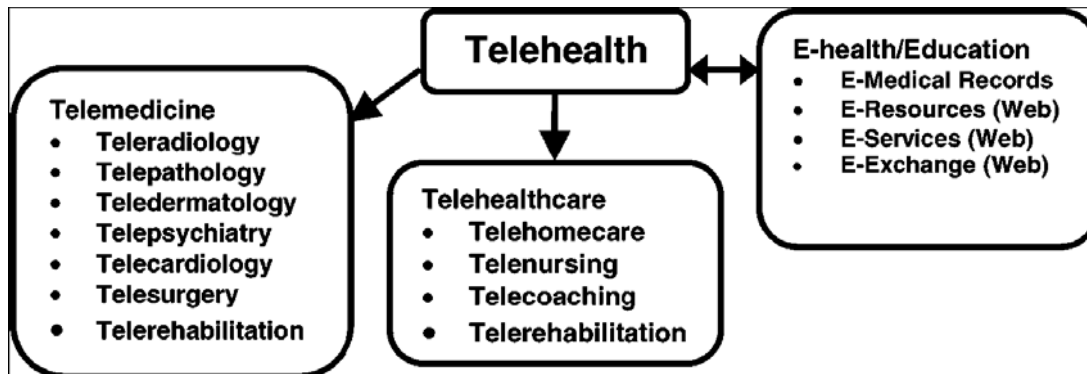 Telehealth
Telemedicine
• Teleradiology
• Telepathology
• Teledermatology
• Telepsychiatry
• Telecardiology
• Telesurgery
• Telerehabilitation
Telehealthcare
• Telehomecare
• Telenursing
• Telecoaching
• Telerehabilitation
E-health/Education
• E-Medical Records
• E-Resources (Web)
• E-Services (Web)
• E-Exchange (Web)